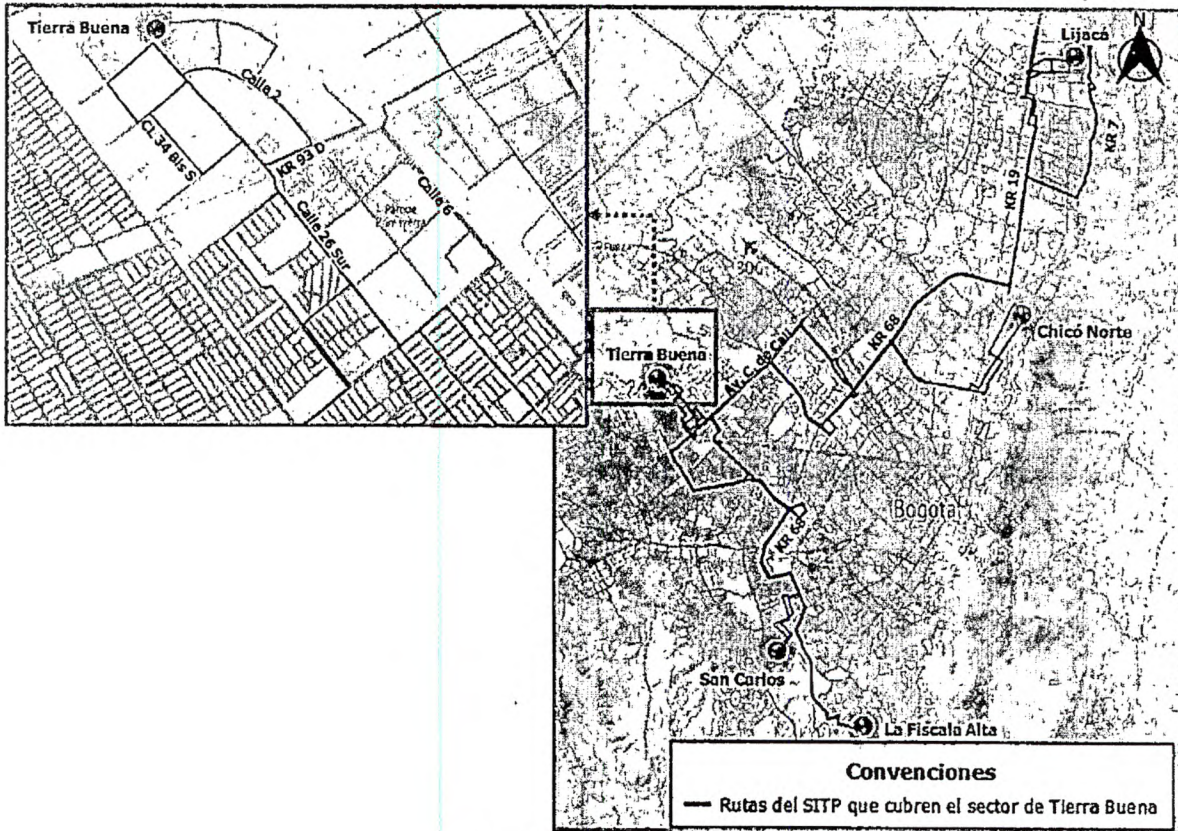 Tierra Buena
Calle 2
CL 34 Bis S
KR 93 D
Calle 6
Calle 26 Sur
N
Lijacá
KR 7
KR 19
Chicó Norte
KR 68
Av. C. de Cali
Tierra Buena
Bogotá
KR 68
San Carlos
La Fiscala Alta
Convenciones
Rutas del SITP que cubren el sector de Tierra Buena